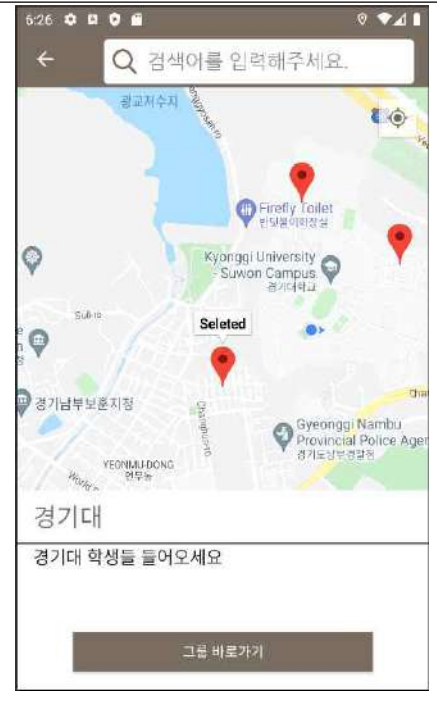 6:26
검색어를 입력해주세요.
광교저수지
Firefly Toilet
반딧불이화장실
Kyonggi University
- Suwon Campus
경기대학교
Seleted
경기남부보훈지청
Gyeonggi Nambu
Provincial Police Agen
경기도남부경찰청
YEONMU-DONG
연무동
경기대
경기대 학생들 들어오세요
그룹 바로가기